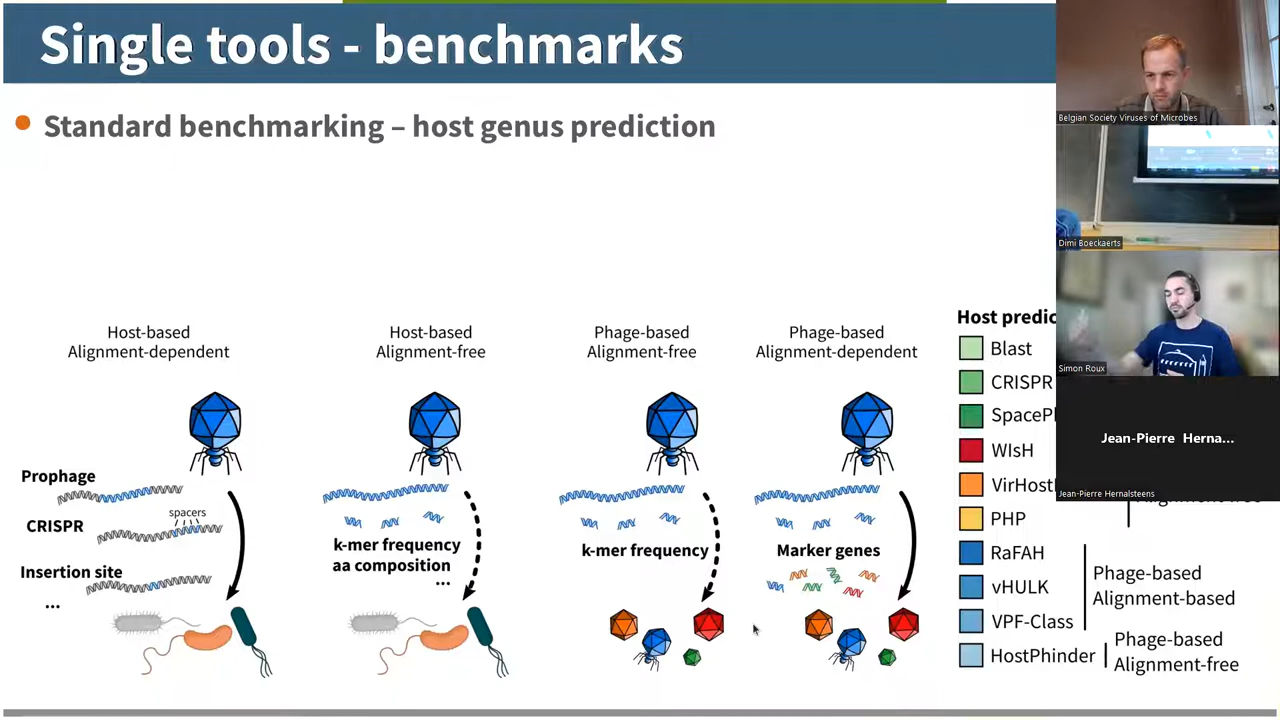 Single tools - benchmarks
Standard benchmarking – host genus prediction
Host-based
Alignment-dependent
Host-based
Alignment-free
Phage-based
Alignment-free
Phage-based
Alignment-dependent
Prophage
CRISPR
spacers
Insertion site
...
k-mer frequency
aa composition
...
k-mer frequency
Marker genes
Host
Blast
CRISPR
WIsH
PHP
RaFAH
vHULK
VPF-Class
HostPhinder
Phage-based
Alignment-based
Phage-based
Alignment-free
Belgian Society Viruses of Microbes
Dimi Boeckaerts
Simon Roux
Jean-Pierre Herna...
Jean-Pierre Hernalsteens